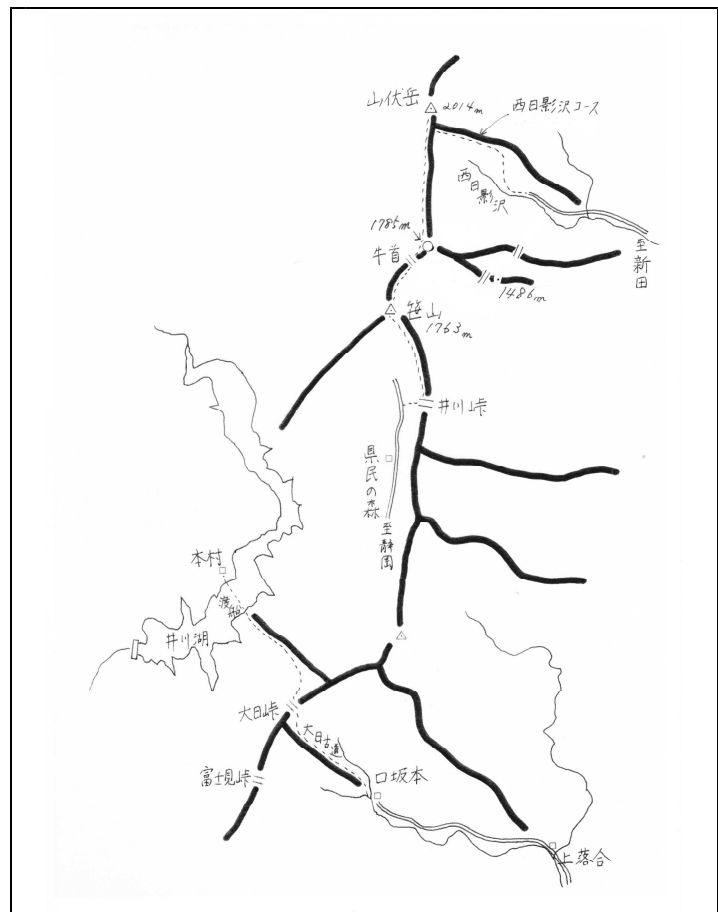 山伏岳
2014m
西日影沢コース
西日影沢
1785m
牛首
至新田
1486m
笹山
1763m
井川峠
県民の森
至静岡
本村
渡船
井川湖
大日峠
大日古道
富士見峠
口坂本
上落合